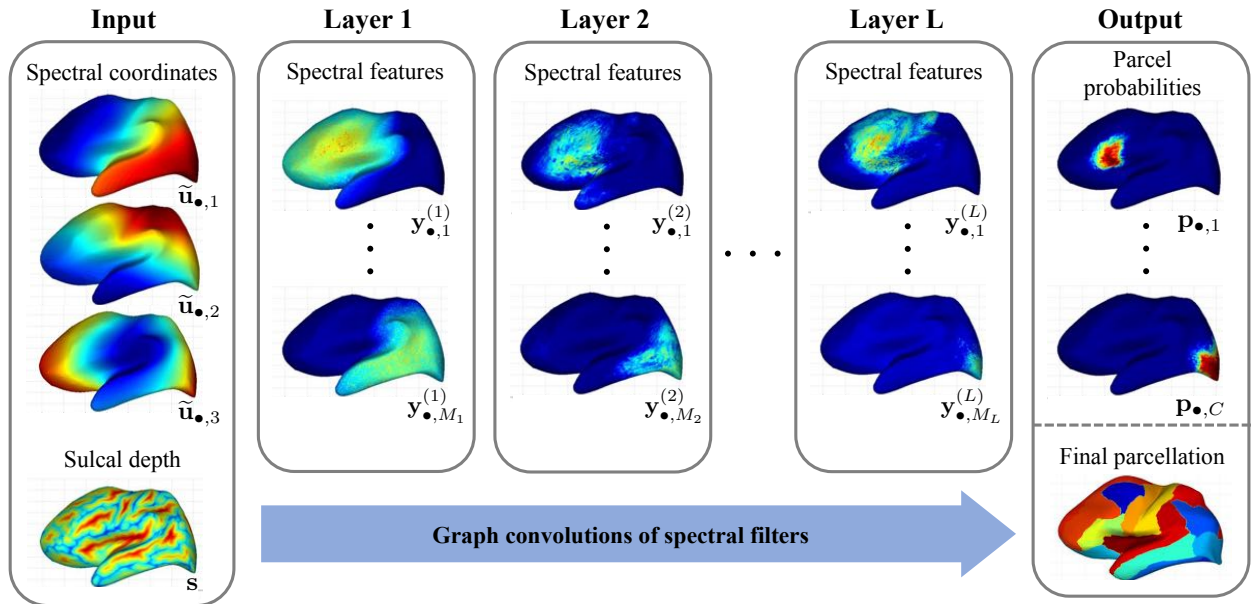 Input
Layer 1
Layer 2
Layer L
Output
Spectral coordinates
ũ•,1
ũ•,2
ũ•,3
Sulcal depth
s
Spectral features
y•,1(1)
y•,M1(1)
Spectral features
y•,1(2)
y•,M2(2)
. . .
Spectral features
y•,1(L)
y•,ML(L)
Parcel
probabilities
p•,1
p•,C
Final parcellation
Graph convolutions of spectral filters